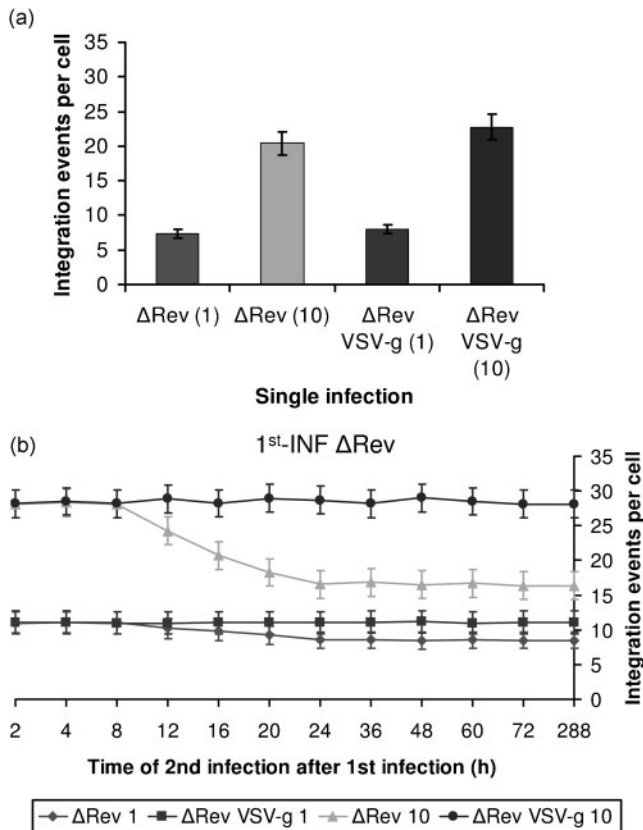 (a)
35
30
25
20
15
10
5
0
Integration events per cell
ΔRev (1)
ΔRev (10)
ΔRev
VSV-g (1)
ΔRev
VSV-g
(10)
Single infection
(b)
1st-INF ΔRev
35
30
25
20
15
10
5
0
Integration events per cell
2 4 8 12 16 20 24 36 48 60 72 288
Time of 2nd infection after 1st infection (h)
ΔRev 1 ΔRev VSV-g 1 ΔRev 10 ΔRev VSV-g 10